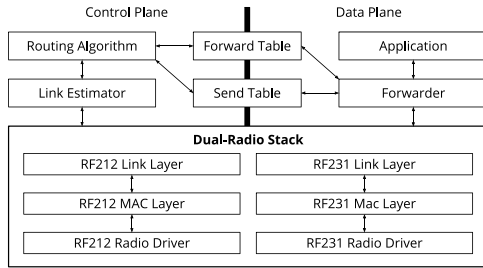 Control Plane
Data Plane
Routing Algorithm
Forward Table
Application
Link Estimator
Send Table
Forwarder
Dual-Radio Stack
RF212 Link Layer
RF231 Link Layer
RF212 MAC Layer
RF231 Mac Layer
RF212 Radio Driver
RF231 Radio Driver